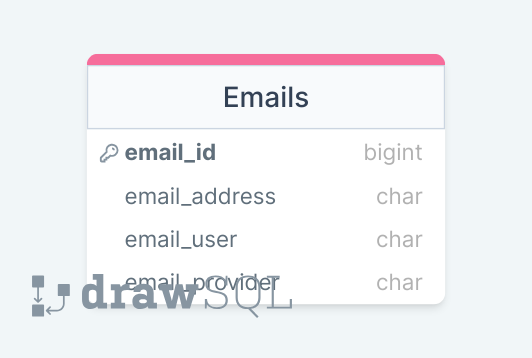 Emails
email_id bigint
email_address char
email_user char
email_provider char
drawSQL